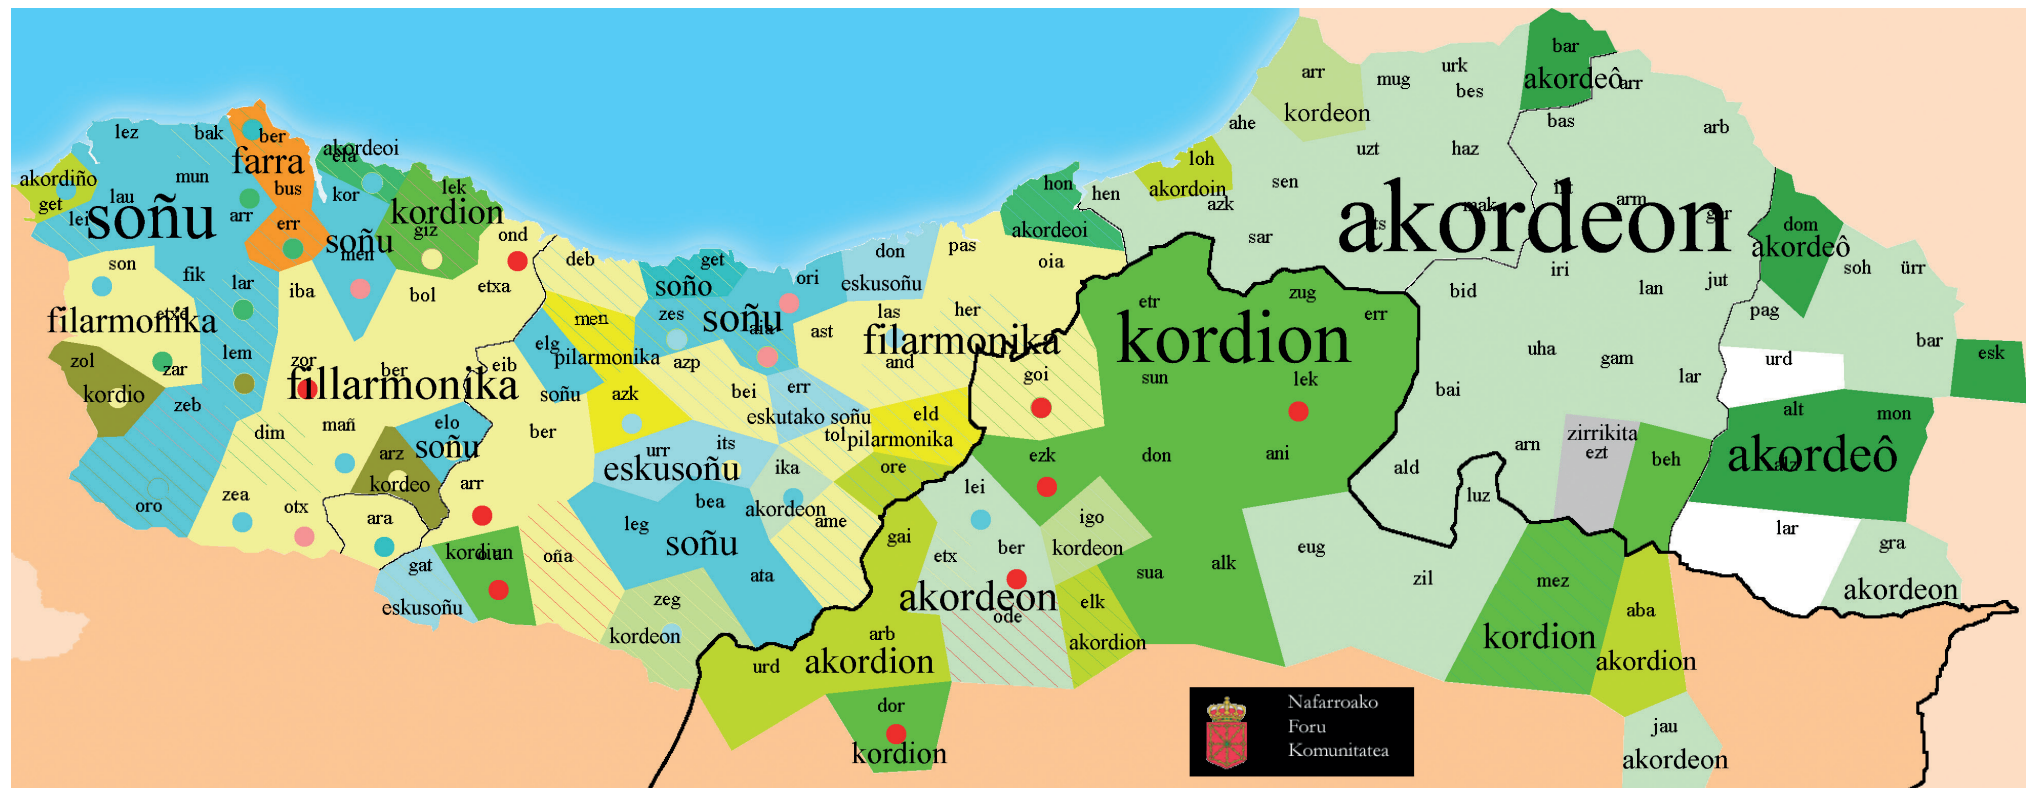 bar
akordeô
arr
urk
mug
bes
arr
kordeon
bas
arb
ahe
uzt
haz
lez
bak
ber
farra
akordeoi
ela
loh
akordoin
azk
sen
mun
akordiño
get
lau
lei
soñu
arr
bus
err
kor
soñu
men
lek
kordion
giz
ond
hon
akordeoi
hen
sar
akordeon
mak
arm
gar
dom
akordeô
soh
ürr
son
fik
lar
iba
bol
etxa
deb
get
soño
ori
don
eskusoñu
pas
oia
etr
zug
err
bid
iri
lan
jut
pag
bar
esk
etxe
filarmonika
zol
kordio
zar
lem
zeb
zor
ber
fillarmonika
eib
men
pilarmonika
elg
soñu
zes
soñu
aia
azp
ast
las
her
filarmonika
and
goi
kordion
sun
lek
uha
gam
bai
lar
urd
azk
bei
err
eskutako soñu
eld
pilarmonika
tol
alt
mon
akordeô
dim
mañ
elo
soñu
arz
kordeo
ber
arr
urr
its
eskusoñu
ika
akordeon
ore
ezk
don
ani
ald
arn
zirrikita
ezt
beh
luz
oro
zea
otx
ara
leg
bea
soñu
ata
ame
gai
lei
etx
ber
akordeon
ode
igo
kordeon
sua
alk
eug
zil
lar
gra
akordeon
gat
eskusoñu
oña
zeg
kordeon
arb
urd
akordion
elk
akordion
mez
kordion
aba
akordion
dor
kordion
jau
akordeon
Nafarroako
Foru
Komunitatea